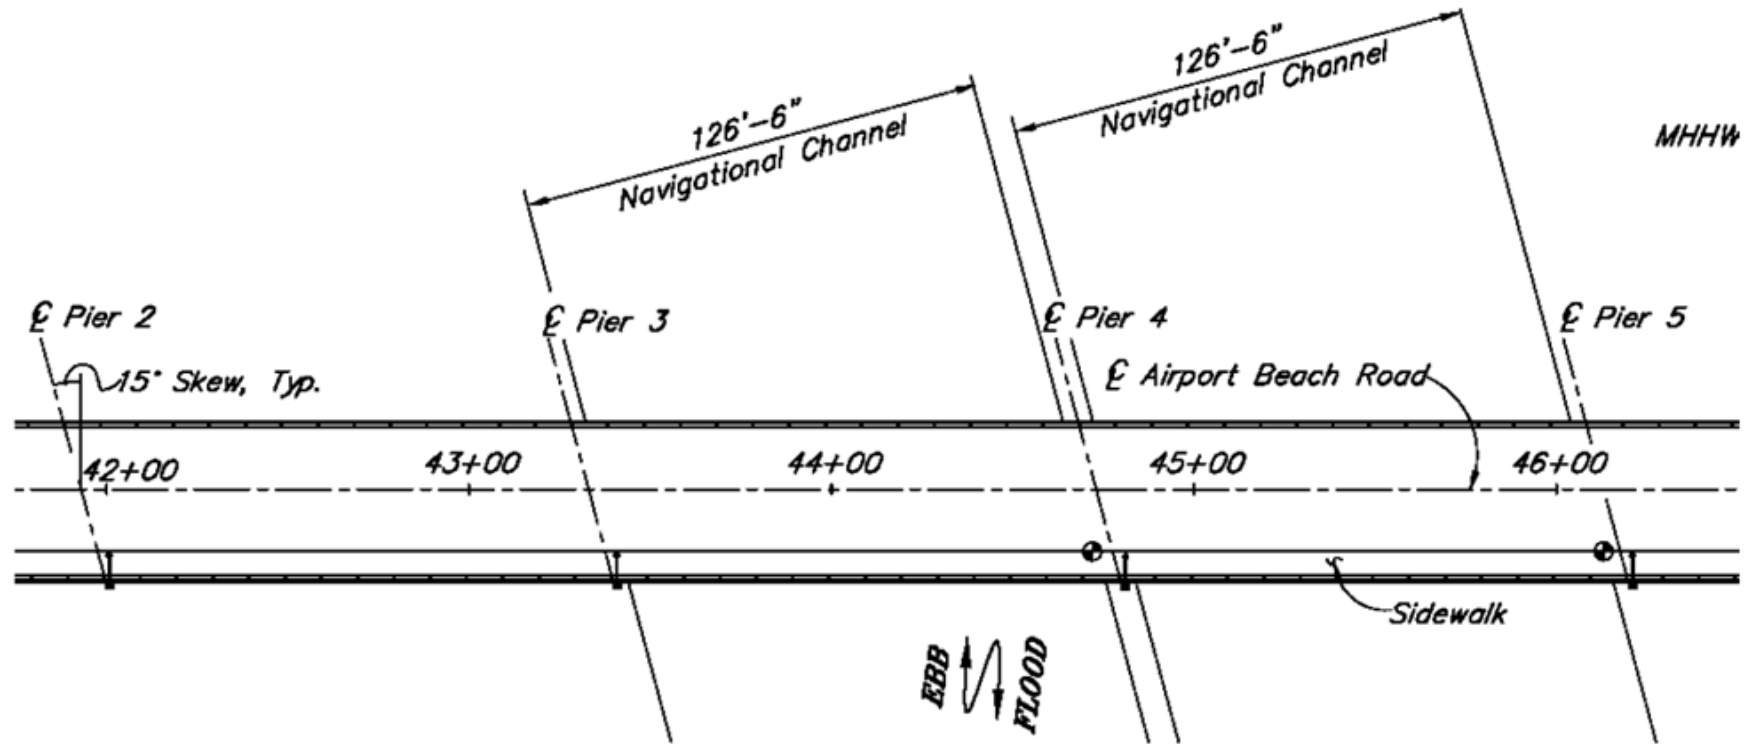 126'-6"
Navigational Channel
126'-6"
Navigational Channel
MHHW
℄ Pier 2
℄ Pier 3
℄ Pier 4
℄ Pier 5
15° Skew, Typ.
℄ Airport Beach Road
42+00
43+00
44+00
45+00
46+00
Sidewalk
EBB
FLOOD